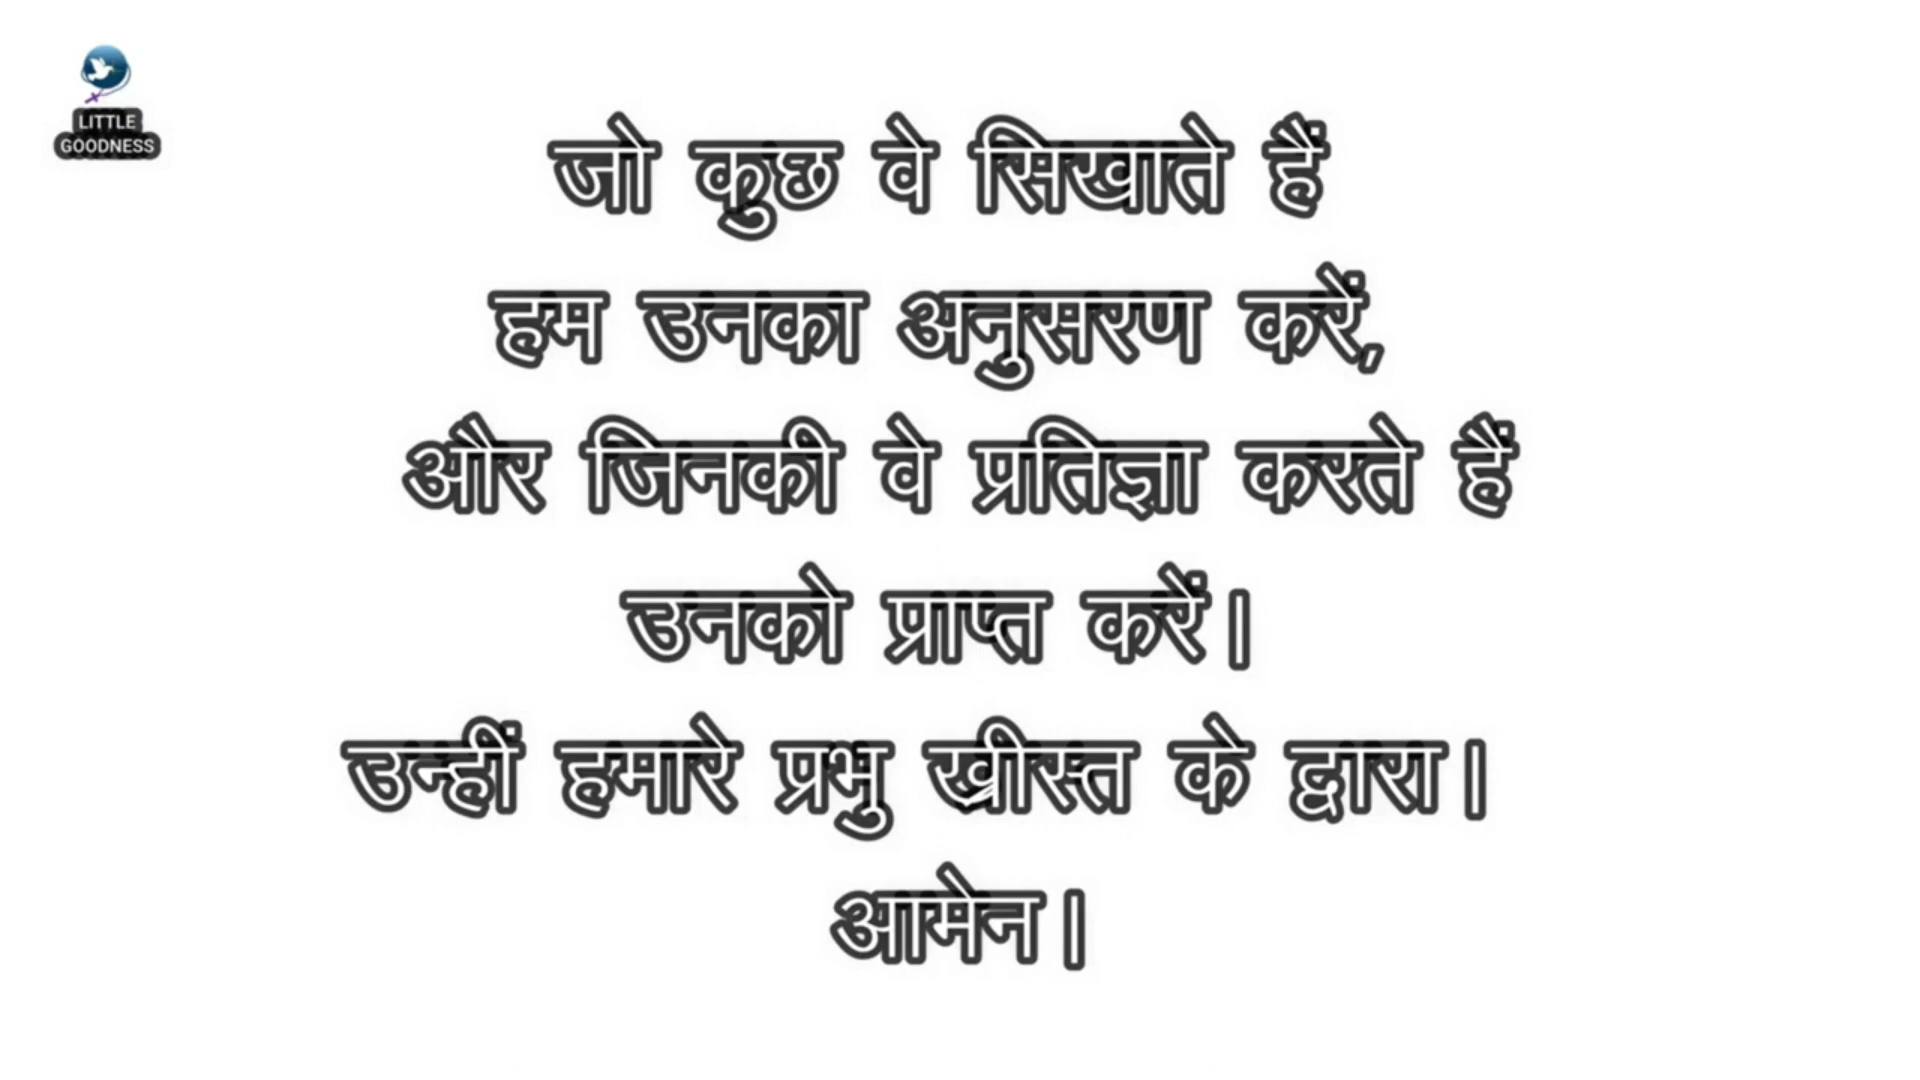 LITTLE
GOODNESS
जो कुछ वे सिखाते हैं
हम उनका अनुसरण करें,
और जिनकी वे प्रतिज्ञा करते हैं
उनको प्राप्त करें।
उन्हीं हमारे प्रभु ख्रीस्त के द्वारा।
आमेन।